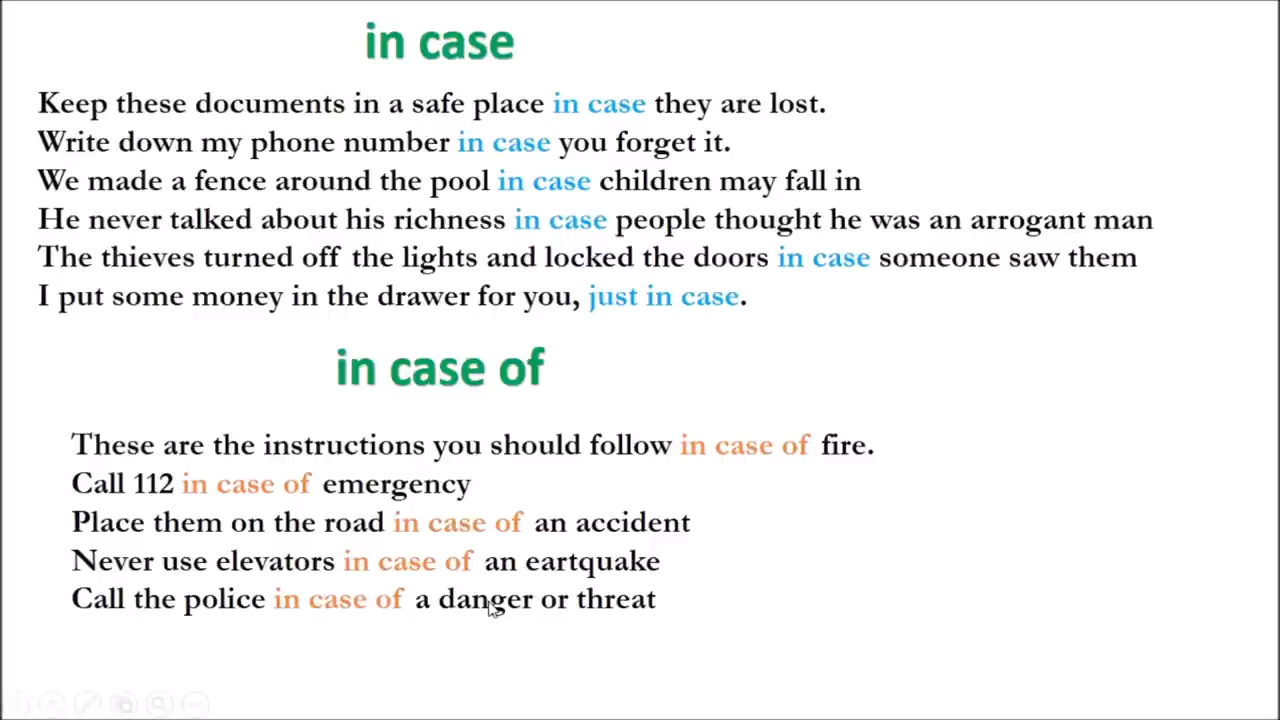 in case
Keep these documents in a safe place in case they are lost.
Write down my phone number in case you forget it.
We made a fence around the pool in case children may fall in
He never talked about his richness in case people thought he was an arrogant man
The thieves turned off the lights and locked the doors in case someone saw them
I put some money in the drawer for you, just in case.
in case of
These are the instructions you should follow in case of fire.
Call 112 in case of emergency
Place them on the road in case of an accident
Never use elevators in case of an eartquake
Call the police in case of a danger or threat